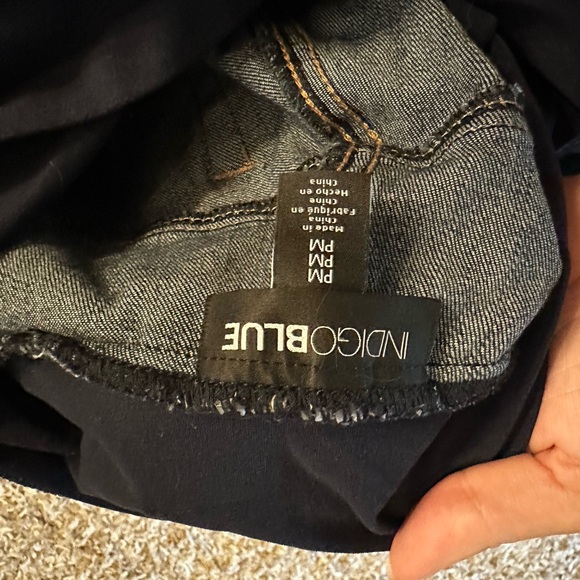 INDIGOBLUE
PM
PM
PM
Made in
China
Fabriqué en
chine
Hecho en
china